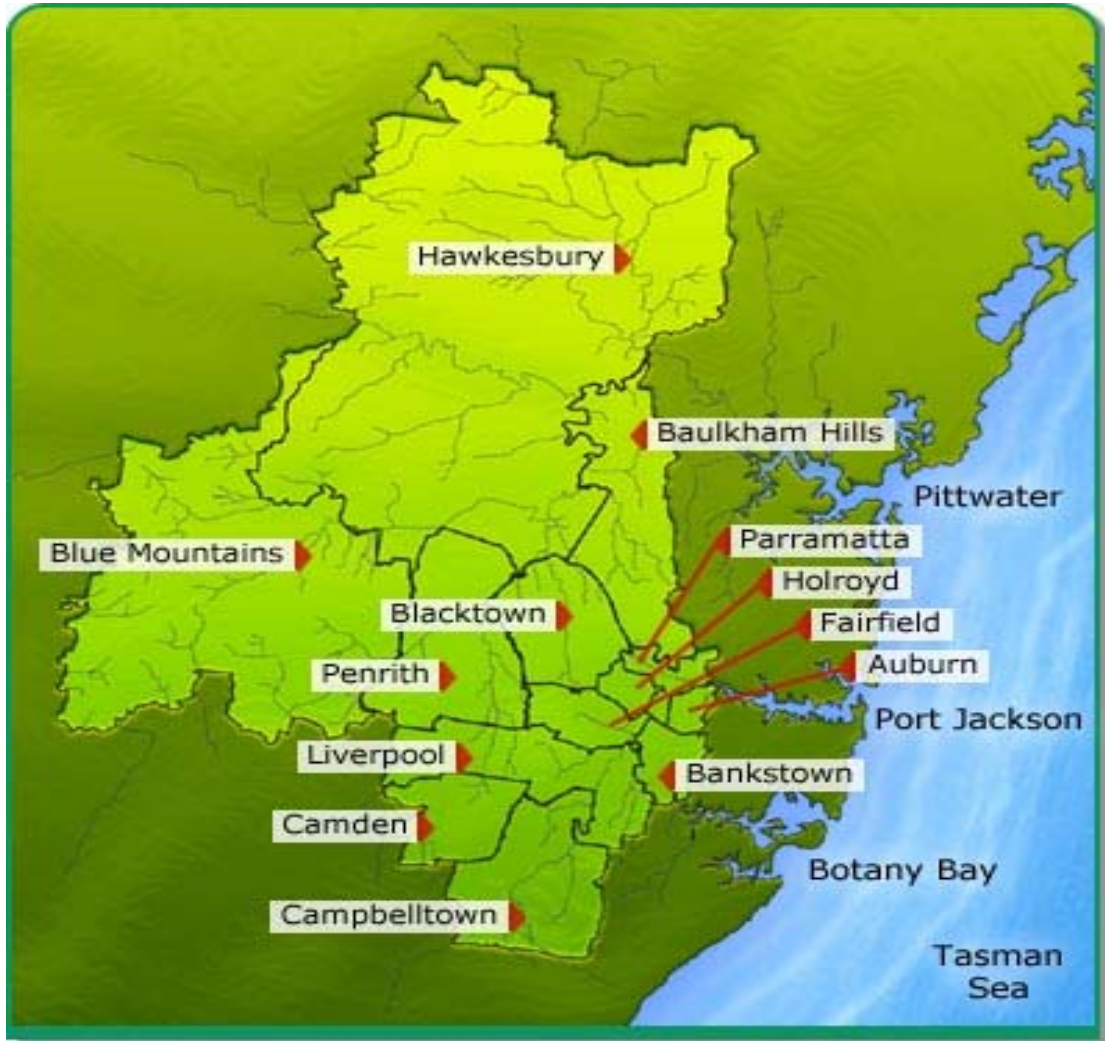 Hawkesbury
Baulkham Hills
Pittwater
Parramatta
Blue Mountains
Holroyd
Blacktown
Fairfield
Auburn
Penrith
Port Jackson
Liverpool
Bankstown
Camden
Botany Bay
Campbelltown
Tasman
Sea